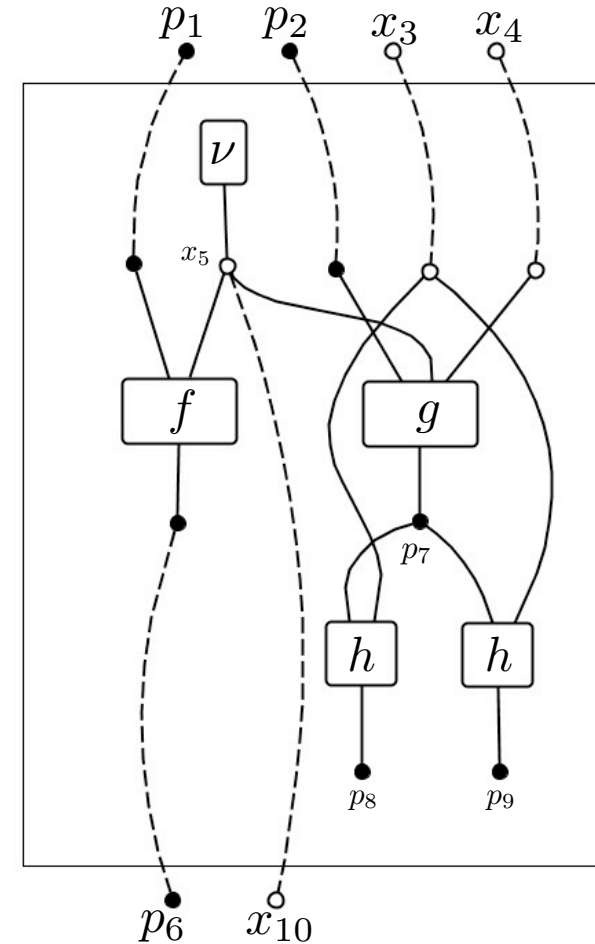 p₁ p₂ x₃ x₄
ν
x₅
f g
p₇
h h
p₈ p₉
p₆ x₁₀